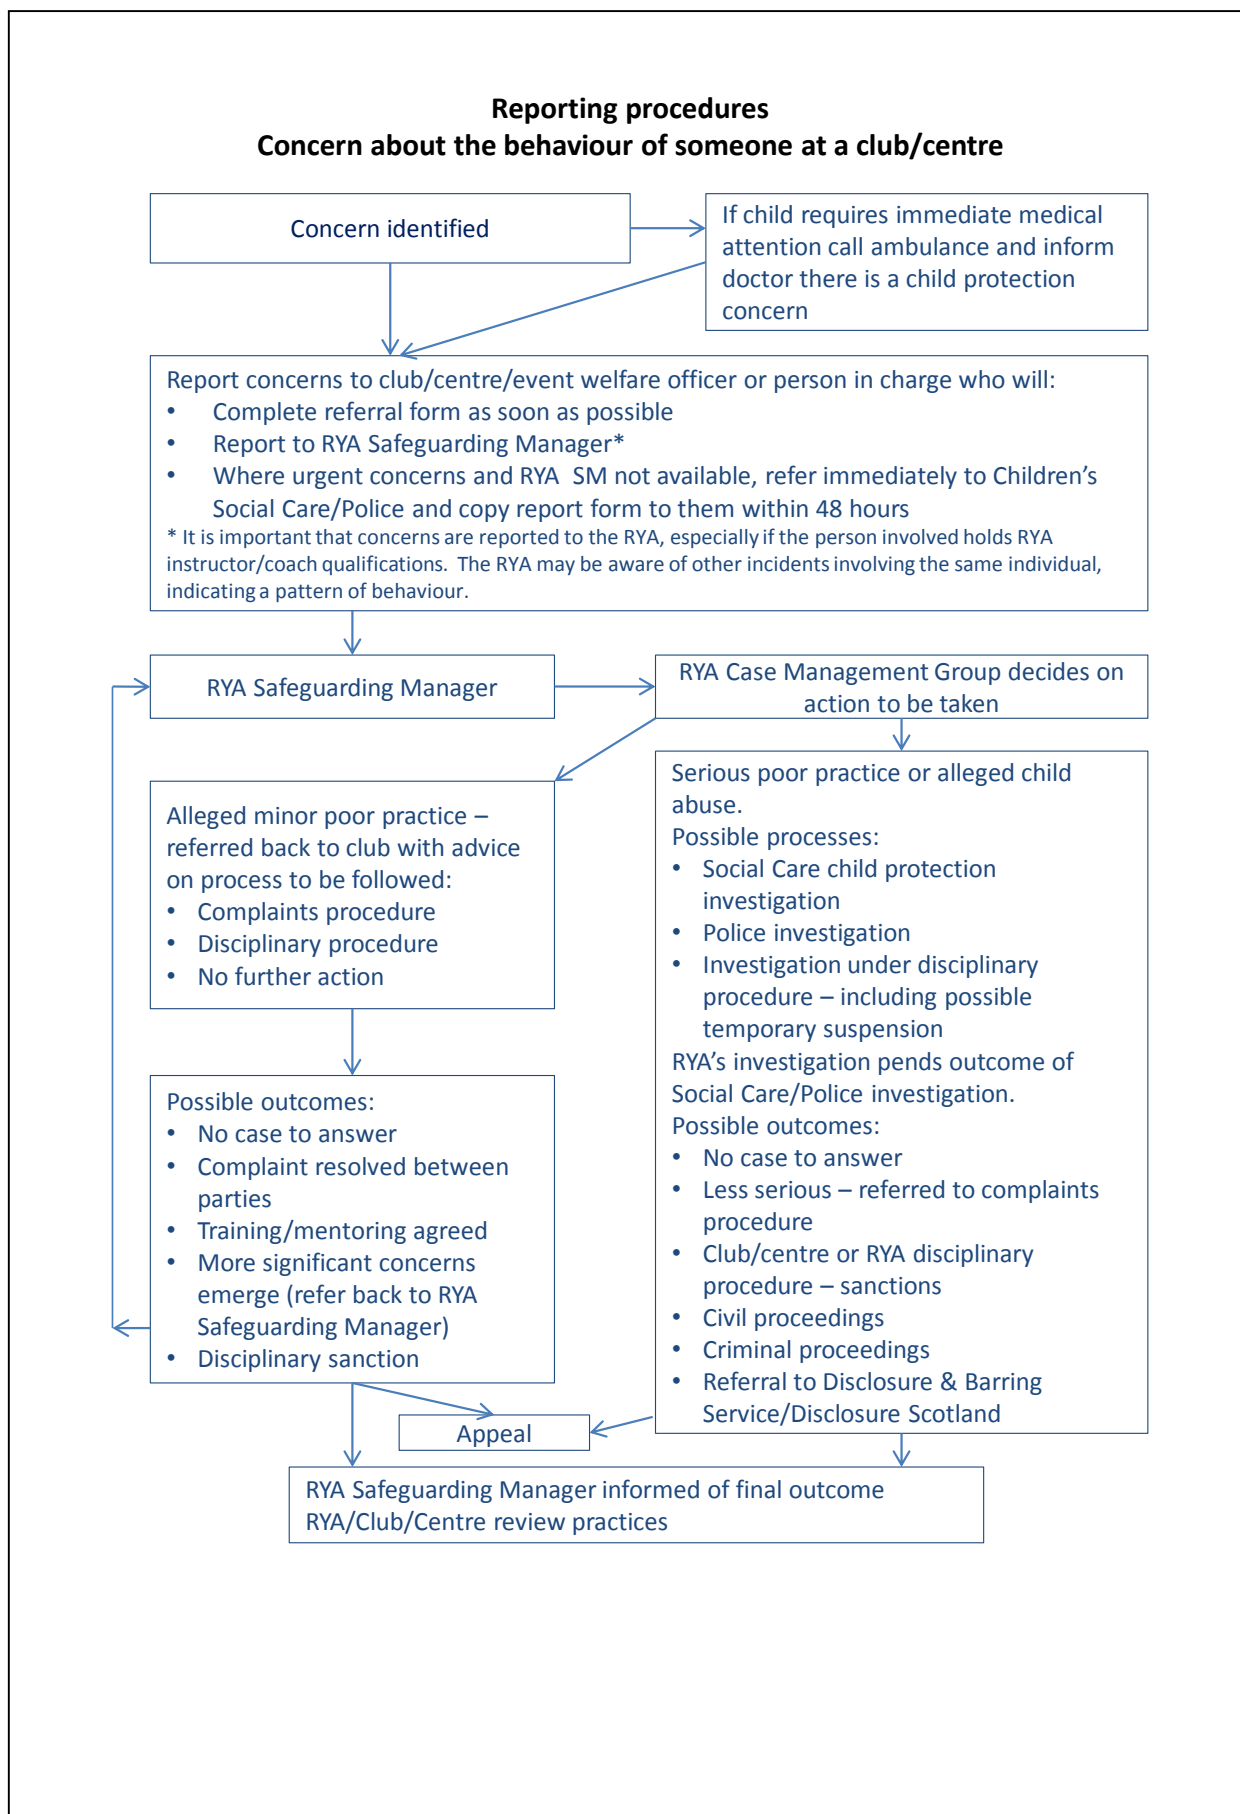 Reporting procedures
Concern about the behaviour of someone at a club/centre
Concern identified
If child requires immediate medical
attention call ambulance and inform
doctor there is a child protection
concern
Report concerns to club/centre/event welfare officer or person in charge who will:
• Complete referral form as soon as possible
• Report to RYA Safeguarding Manager*
• Where urgent concerns and RYA  SM not available, refer immediately to Children’s
Social Care/Police and copy report form to them within 48 hours
* It is important that concerns are reported to the RYA, especially if the person involved holds RYA
instructor/coach qualifications.  The RYA may be aware of other incidents involving the same individual,
indicating a pattern of behaviour.
RYA Safeguarding Manager
RYA Case Management Group decides on
action to be taken
Alleged minor poor practice –
referred back to club with advice
on process to be followed:
• Complaints procedure
• Disciplinary procedure
• No further action
Serious poor practice or alleged child
abuse.
Possible processes:
• Social Care child protection
investigation
• Police investigation
• Investigation under disciplinary
procedure – including possible
temporary suspension
RYA’s investigation pends outcome of
Social Care/Police investigation.
Possible outcomes:
• No case to answer
• Less serious – referred to complaints
procedure
• Club/centre or RYA disciplinary
procedure – sanctions
• Civil proceedings
• Criminal proceedings
• Referral to Disclosure & Barring
Service/Disclosure Scotland
Possible outcomes:
• No case to answer
• Complaint resolved between
parties
• Training/mentoring agreed
• More significant concerns
emerge (refer back to RYA
Safeguarding Manager)
• Disciplinary sanction
Appeal
RYA Safeguarding Manager informed of final outcome
RYA/Club/Centre review practices